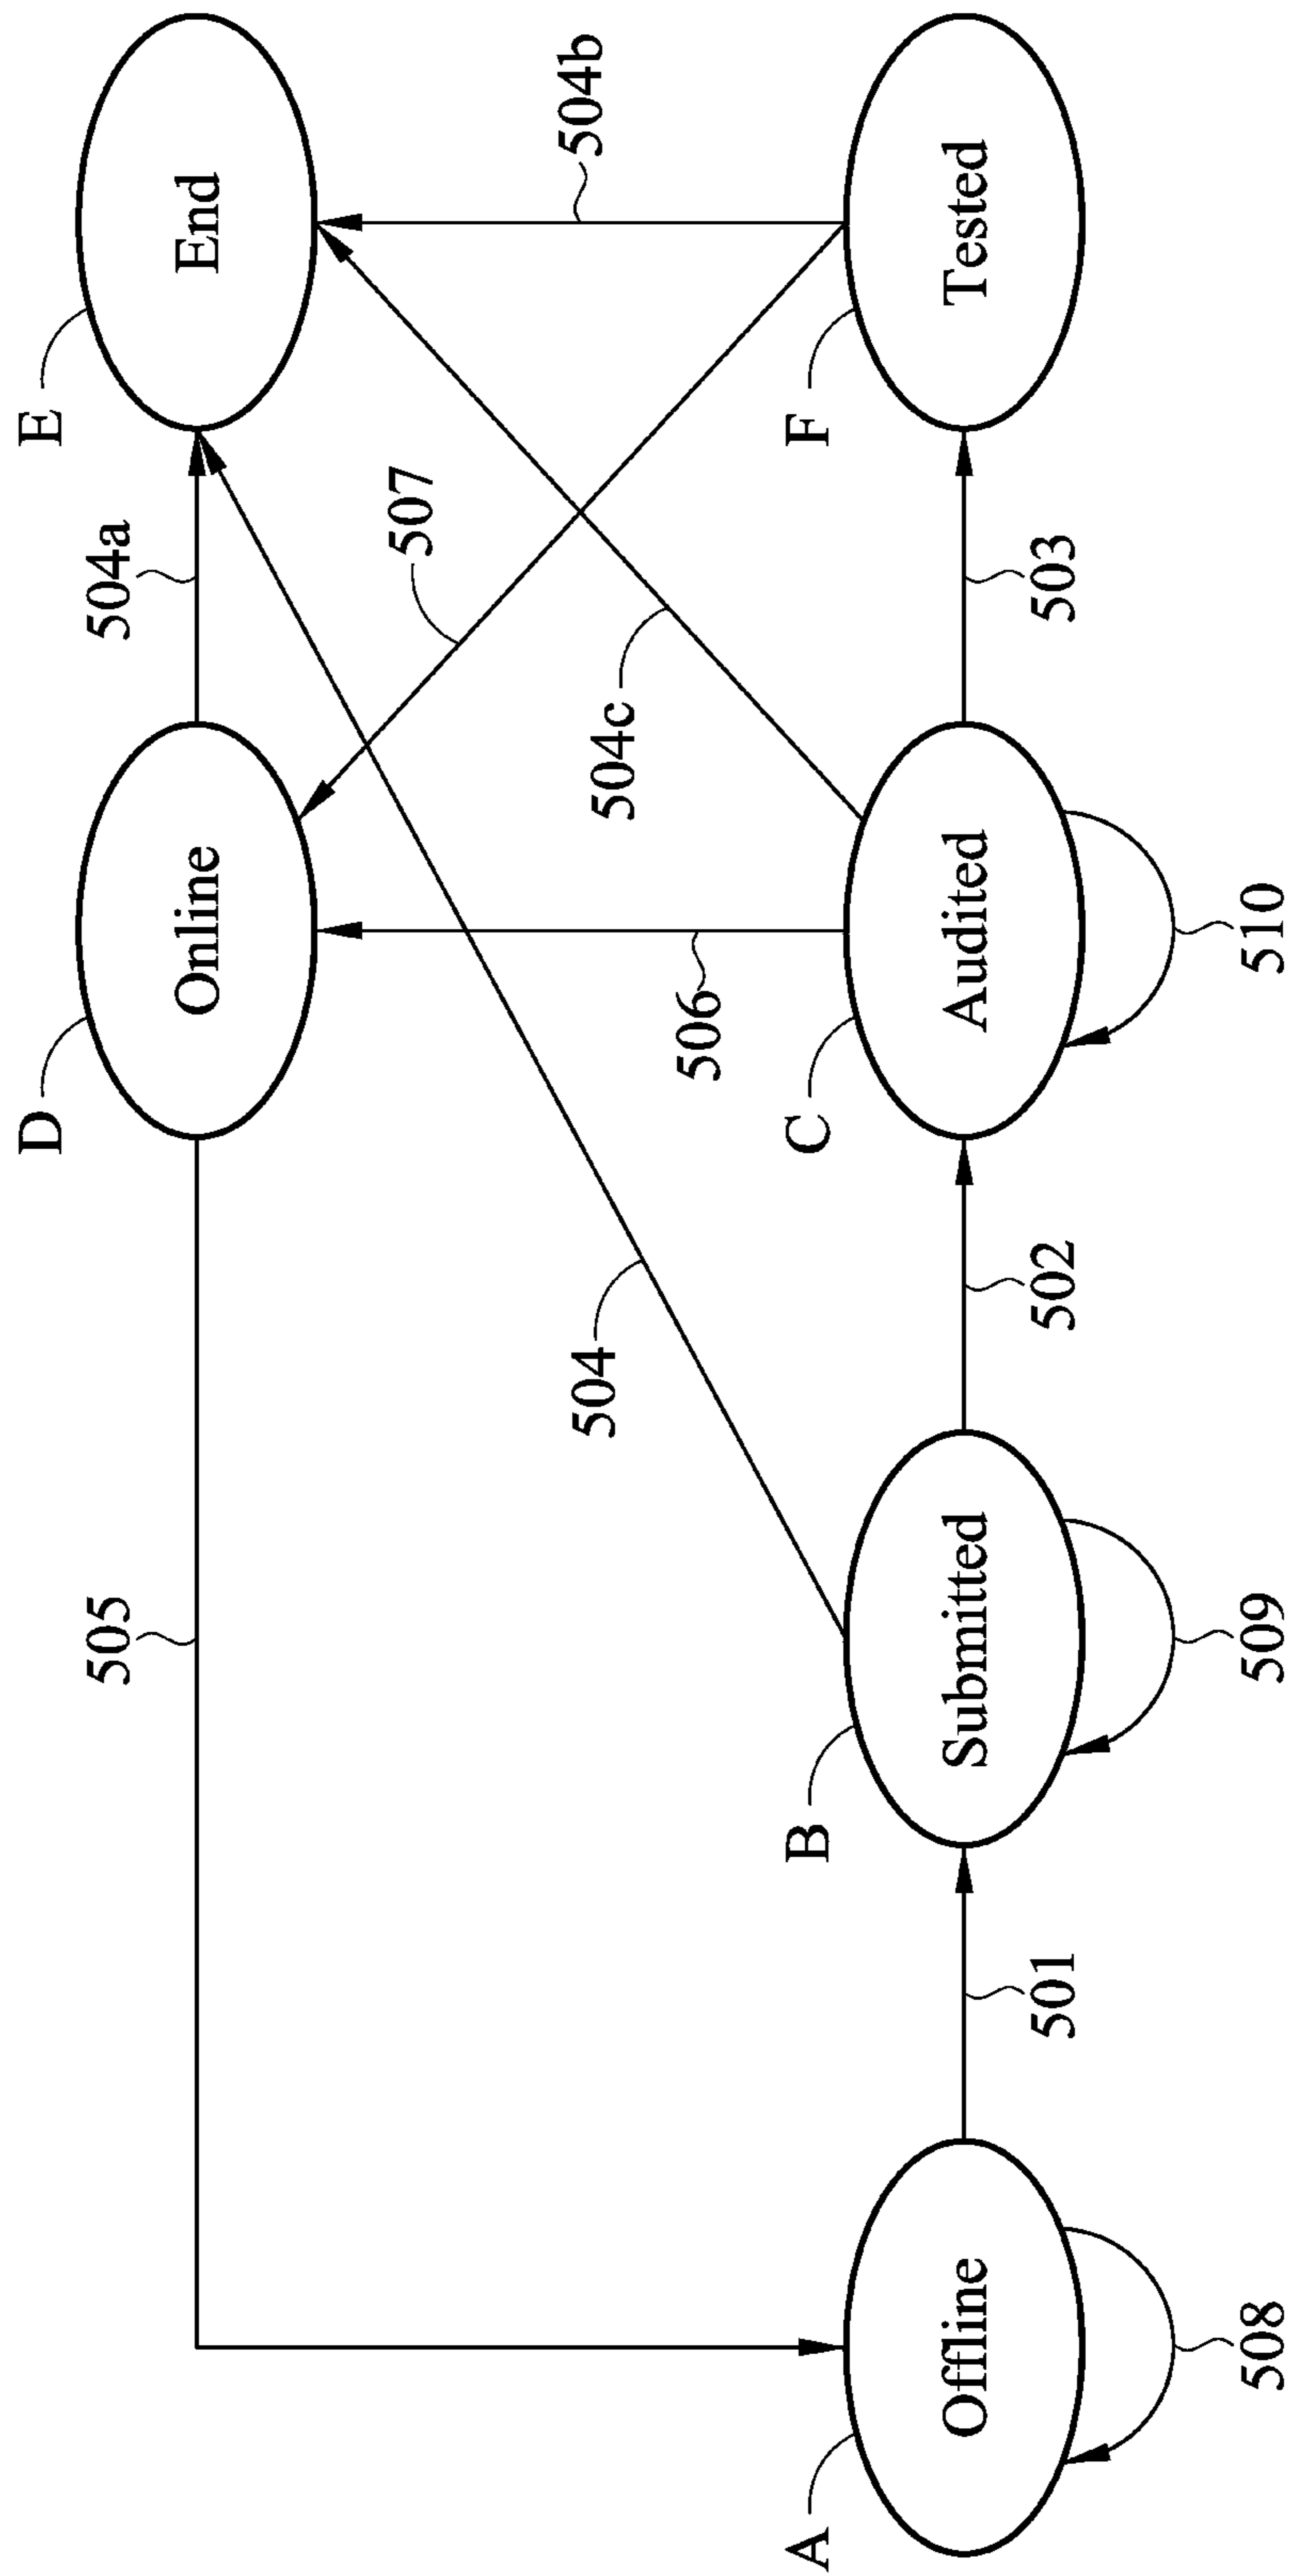 505
D
Online
504a
E
End
504
507
506
504c
504b
A
Offline
501
B
Submitted
502
C
Audited
503
F
Tested
508
509
510